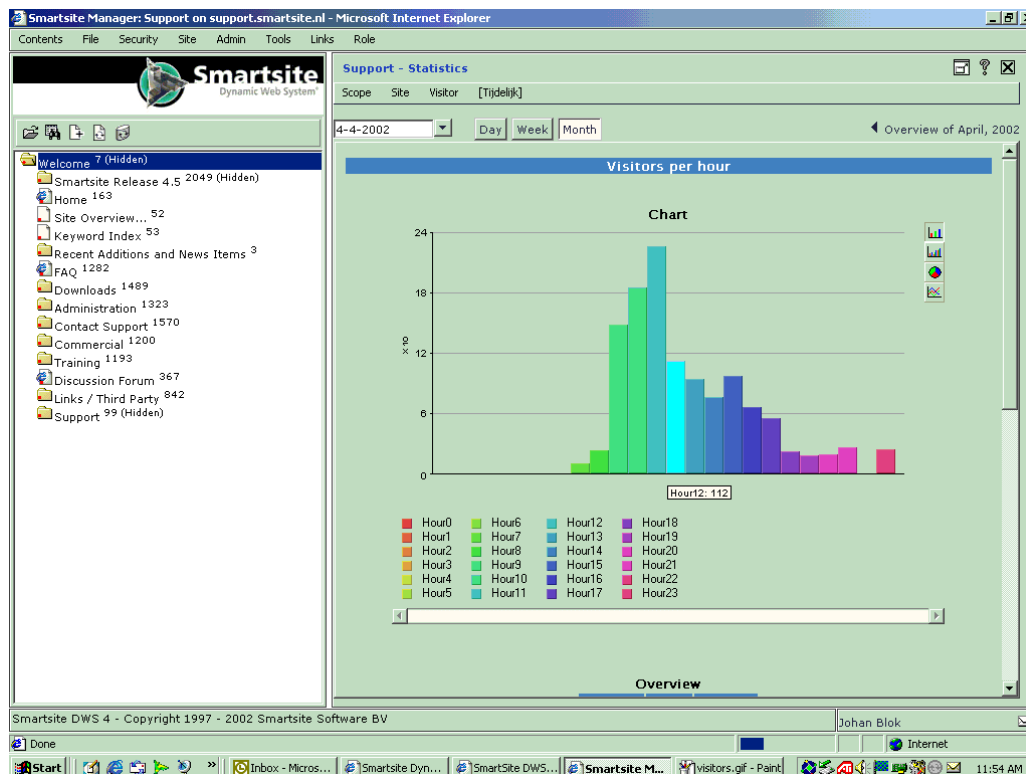 Smartsite Manager: Support on support.smartsite.nl - Microsoft Internet Explorer
Contents File Security Site Admin Tools Links Role
Smartsite
Dynamic Web System
Support - Statistics
Scope Site Visitor [Tijdelijk]
4-4-2002 Day Week Month Overview of April, 2002
Welcome 7 (Hidden)
Smartsite Release 4.5 2049 (Hidden)
Home 163
Site Overview... 52
Keyword Index 53
Recent Additions and News Items 3
FAQ 1282
Downloads 1489
Administration 1323
Contact Support 1570
Commercial 1200
Training 1193
Discussion Forum 367
Links / Third Party 842
Support 99 (Hidden)
Visitors per hour
Chart
24
18
x 10
12
6
0
Hour12: 112
Hour0 Hour6 Hour12 Hour18
Hour1 Hour7 Hour13 Hour19
Hour2 Hour8 Hour14 Hour20
Hour3 Hour9 Hour15 Hour21
Hour4 Hour10 Hour16 Hour22
Hour5 Hour11 Hour17 Hour23
Overview
Smartsite DWS 4 - Copyright 1997 - 2002 Smartsite Software BV
Johan Blok
Done
Internet
Start » Inbox - Micros... Smartsite Dyn... SmartSite DWS... Smartsite M... visitors.gif - Paint 11:54 AM